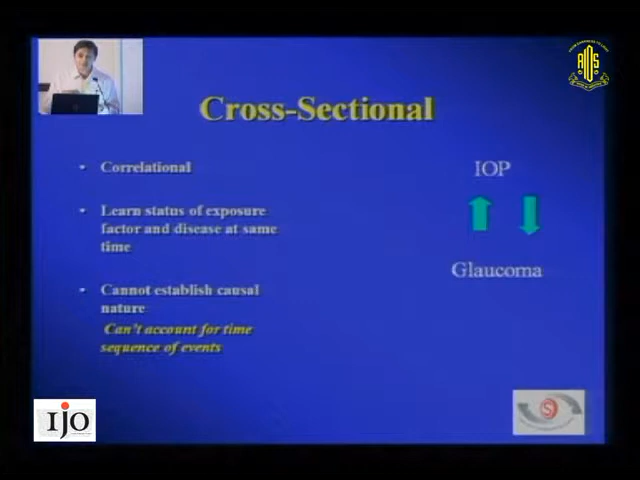 Cross-Sectional
• Correlational
• Learn status of exposure
factor and disease at same
time
• Cannot establish causal
nature
Can't account for time
sequence of events
IOP
Glaucoma
IJO